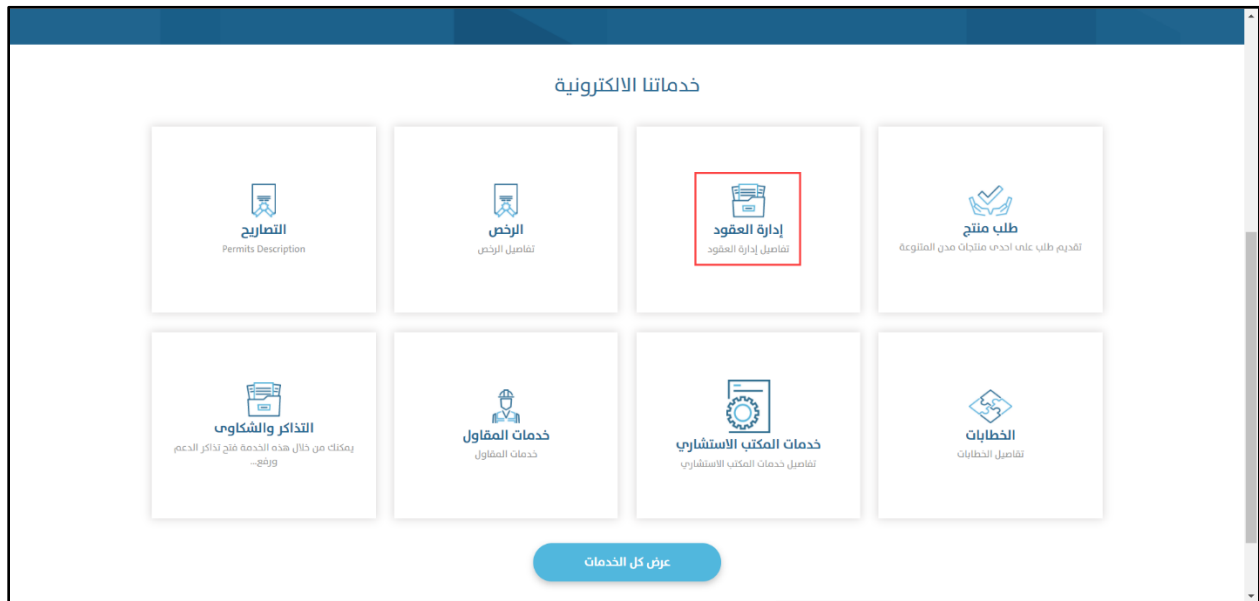 خدماتنا الالكترونية
طلب منتج
تقديم طلب على احدى منتجات مدن المتنوعة
إدارة العقود
تفاصيل إدارة العقود
الرخص
تفاصيل الرخص
التصاريح
Permits Description
الخطابات
تفاصيل الخطابات
خدمات المكتب الاستشاري
تفاصيل خدمات المكتب الاستشاري
خدمات المقاول
خدمات المقاول
التذاكر والشكاوى
يمكنك من خلال هذه الخدمة فتح تذاكر الدعم
ورفع...
عرض كل الخدمات